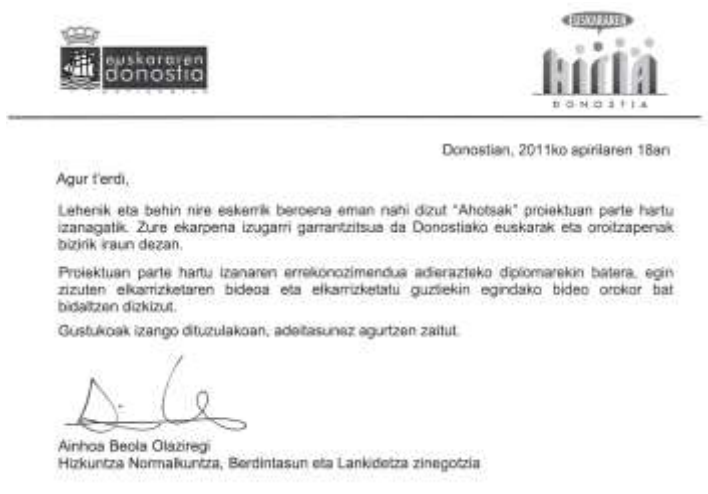 euskararen
donostia
EUSKARAREN
HIRIA
DONOSTIA
Donostian, 2011ko apirilaren 18an
Agur t'erdi,
Lehenik eta behin nire eskerrik beroena eman nahi dizut "Ahotsak" proiektuan parte hartu
izanagatik. Zure ekarpena izugarri garrantzitsua da Donostiako euskarak eta oroitzapenak
bizirik iraun dezan.
Proiektuan parte hartu izanaren errekonozimendua adierazteko diplomarekin batera, egin
zizuten elkarrizketaren bideoa eta elkarrizketatu guztiekin egindako bideo orokor bat
bidaltzen dizkizut.
Gustukoak izango dituzulakoan, adeitasunez agurtzen zaitut.
Ainhoa Beola Olaziregi
Hizkuntza Normalkuntza, Berdintasun eta Lankidetza zinegotzia